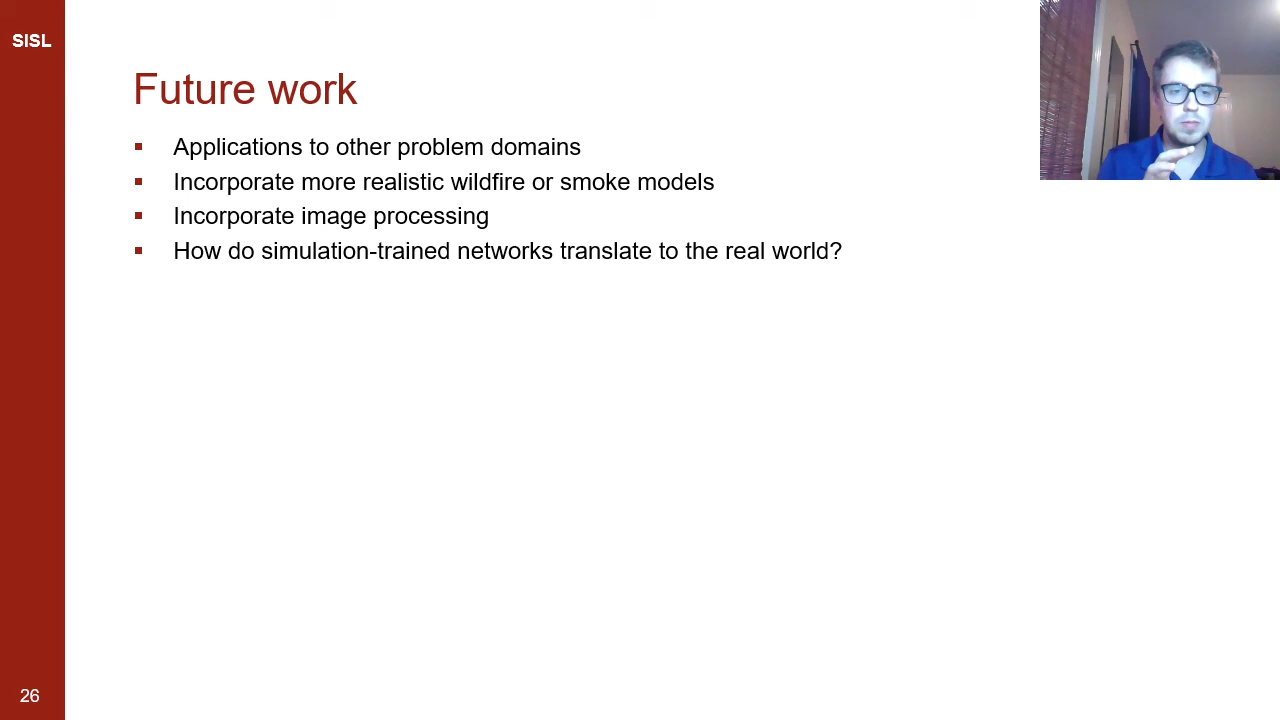 SISL
Future work
Applications to other problem domains
Incorporate more realistic wildfire or smoke models
Incorporate image processing
How do simulation-trained networks translate to the real world?
26